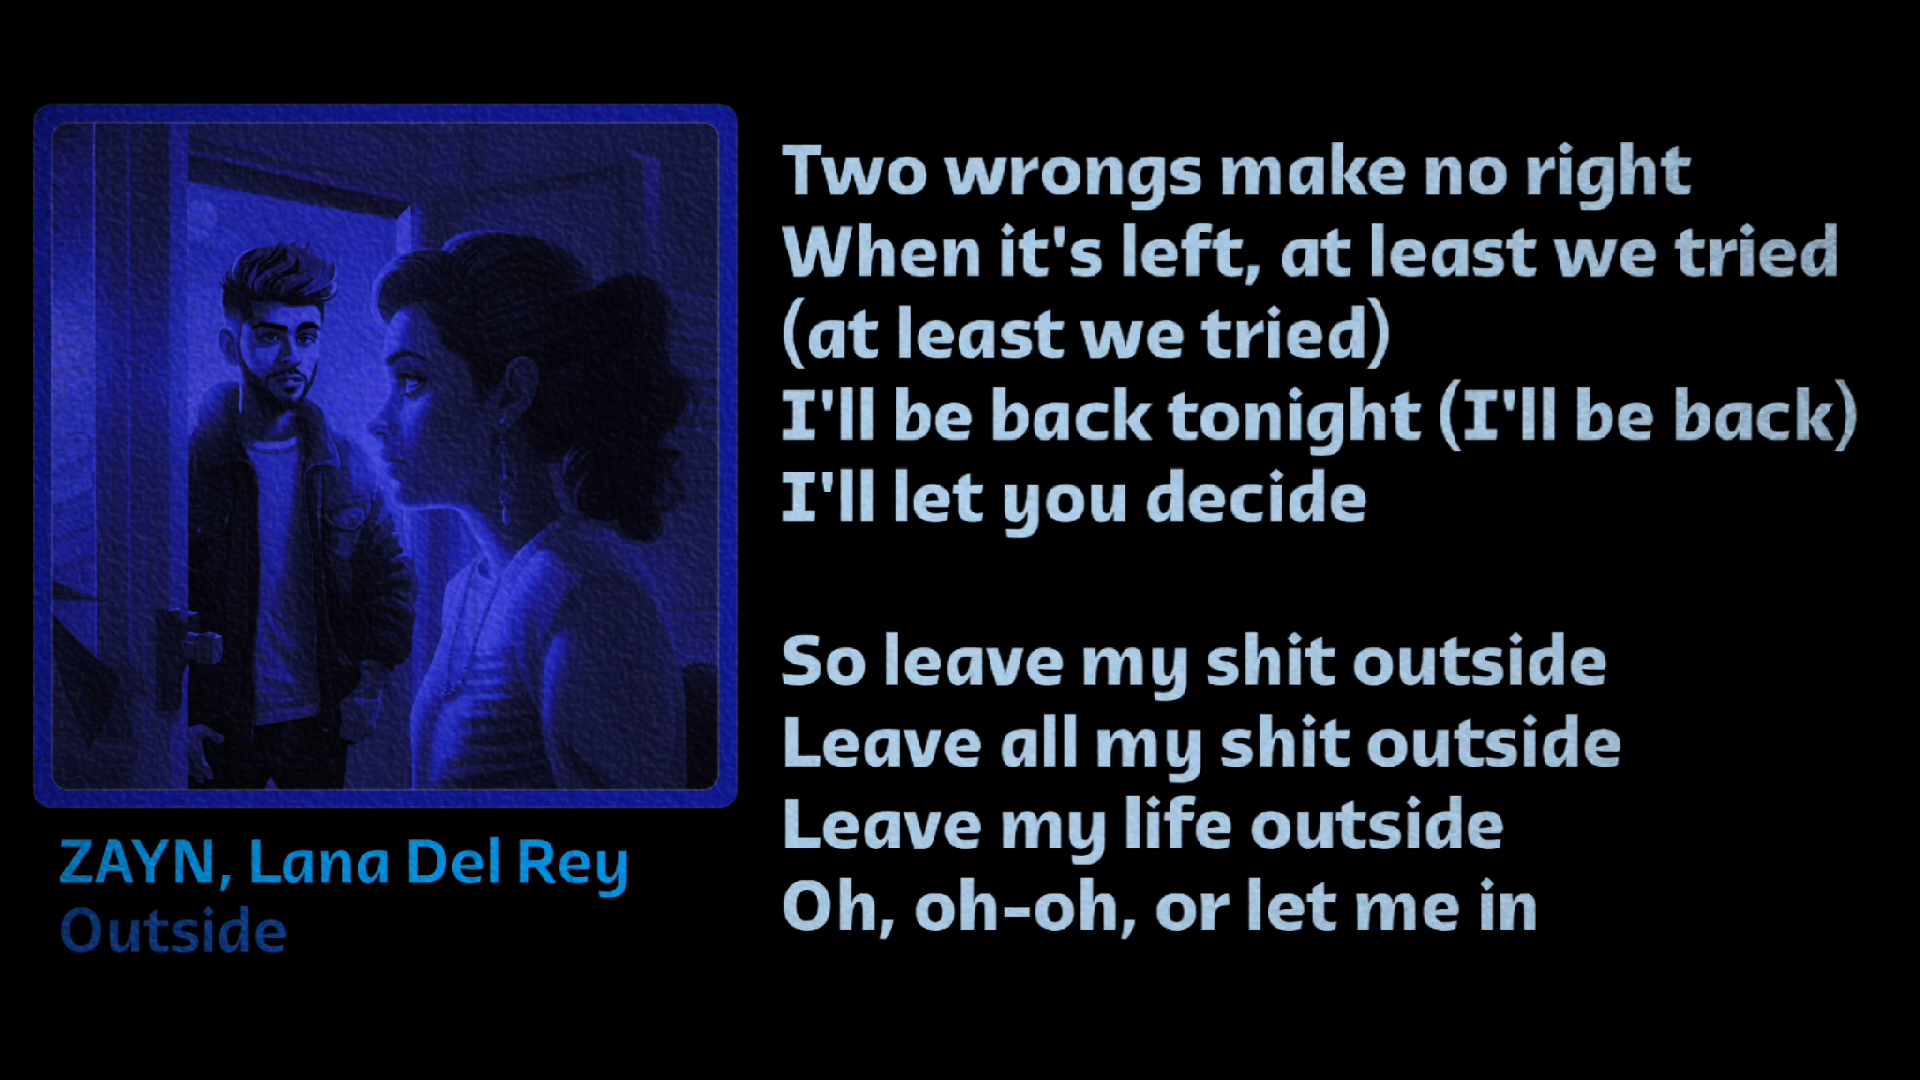 Two wrongs make no right
When it's left, at least we tried
(at least we tried)
I'll be back tonight (I'll be back)
I'll let you decide
So leave my shit outside
Leave all my shit outside
Leave my life outside
Oh, oh-oh, or let me in
ZAYN, Lana Del Rey
Outside